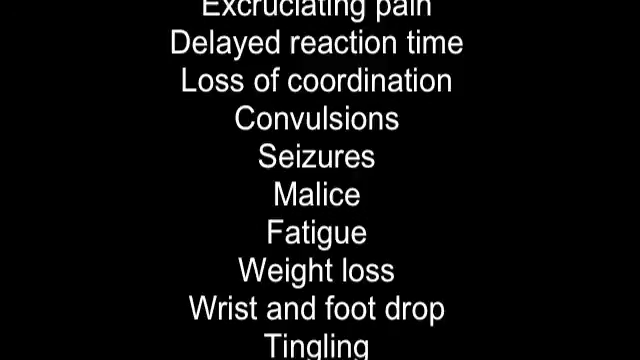 Excruciating pain
Delayed reaction time
Loss of coordination
Convulsions
Seizures
Malice
Fatigue
Weight loss
Wrist and foot drop
Tingling